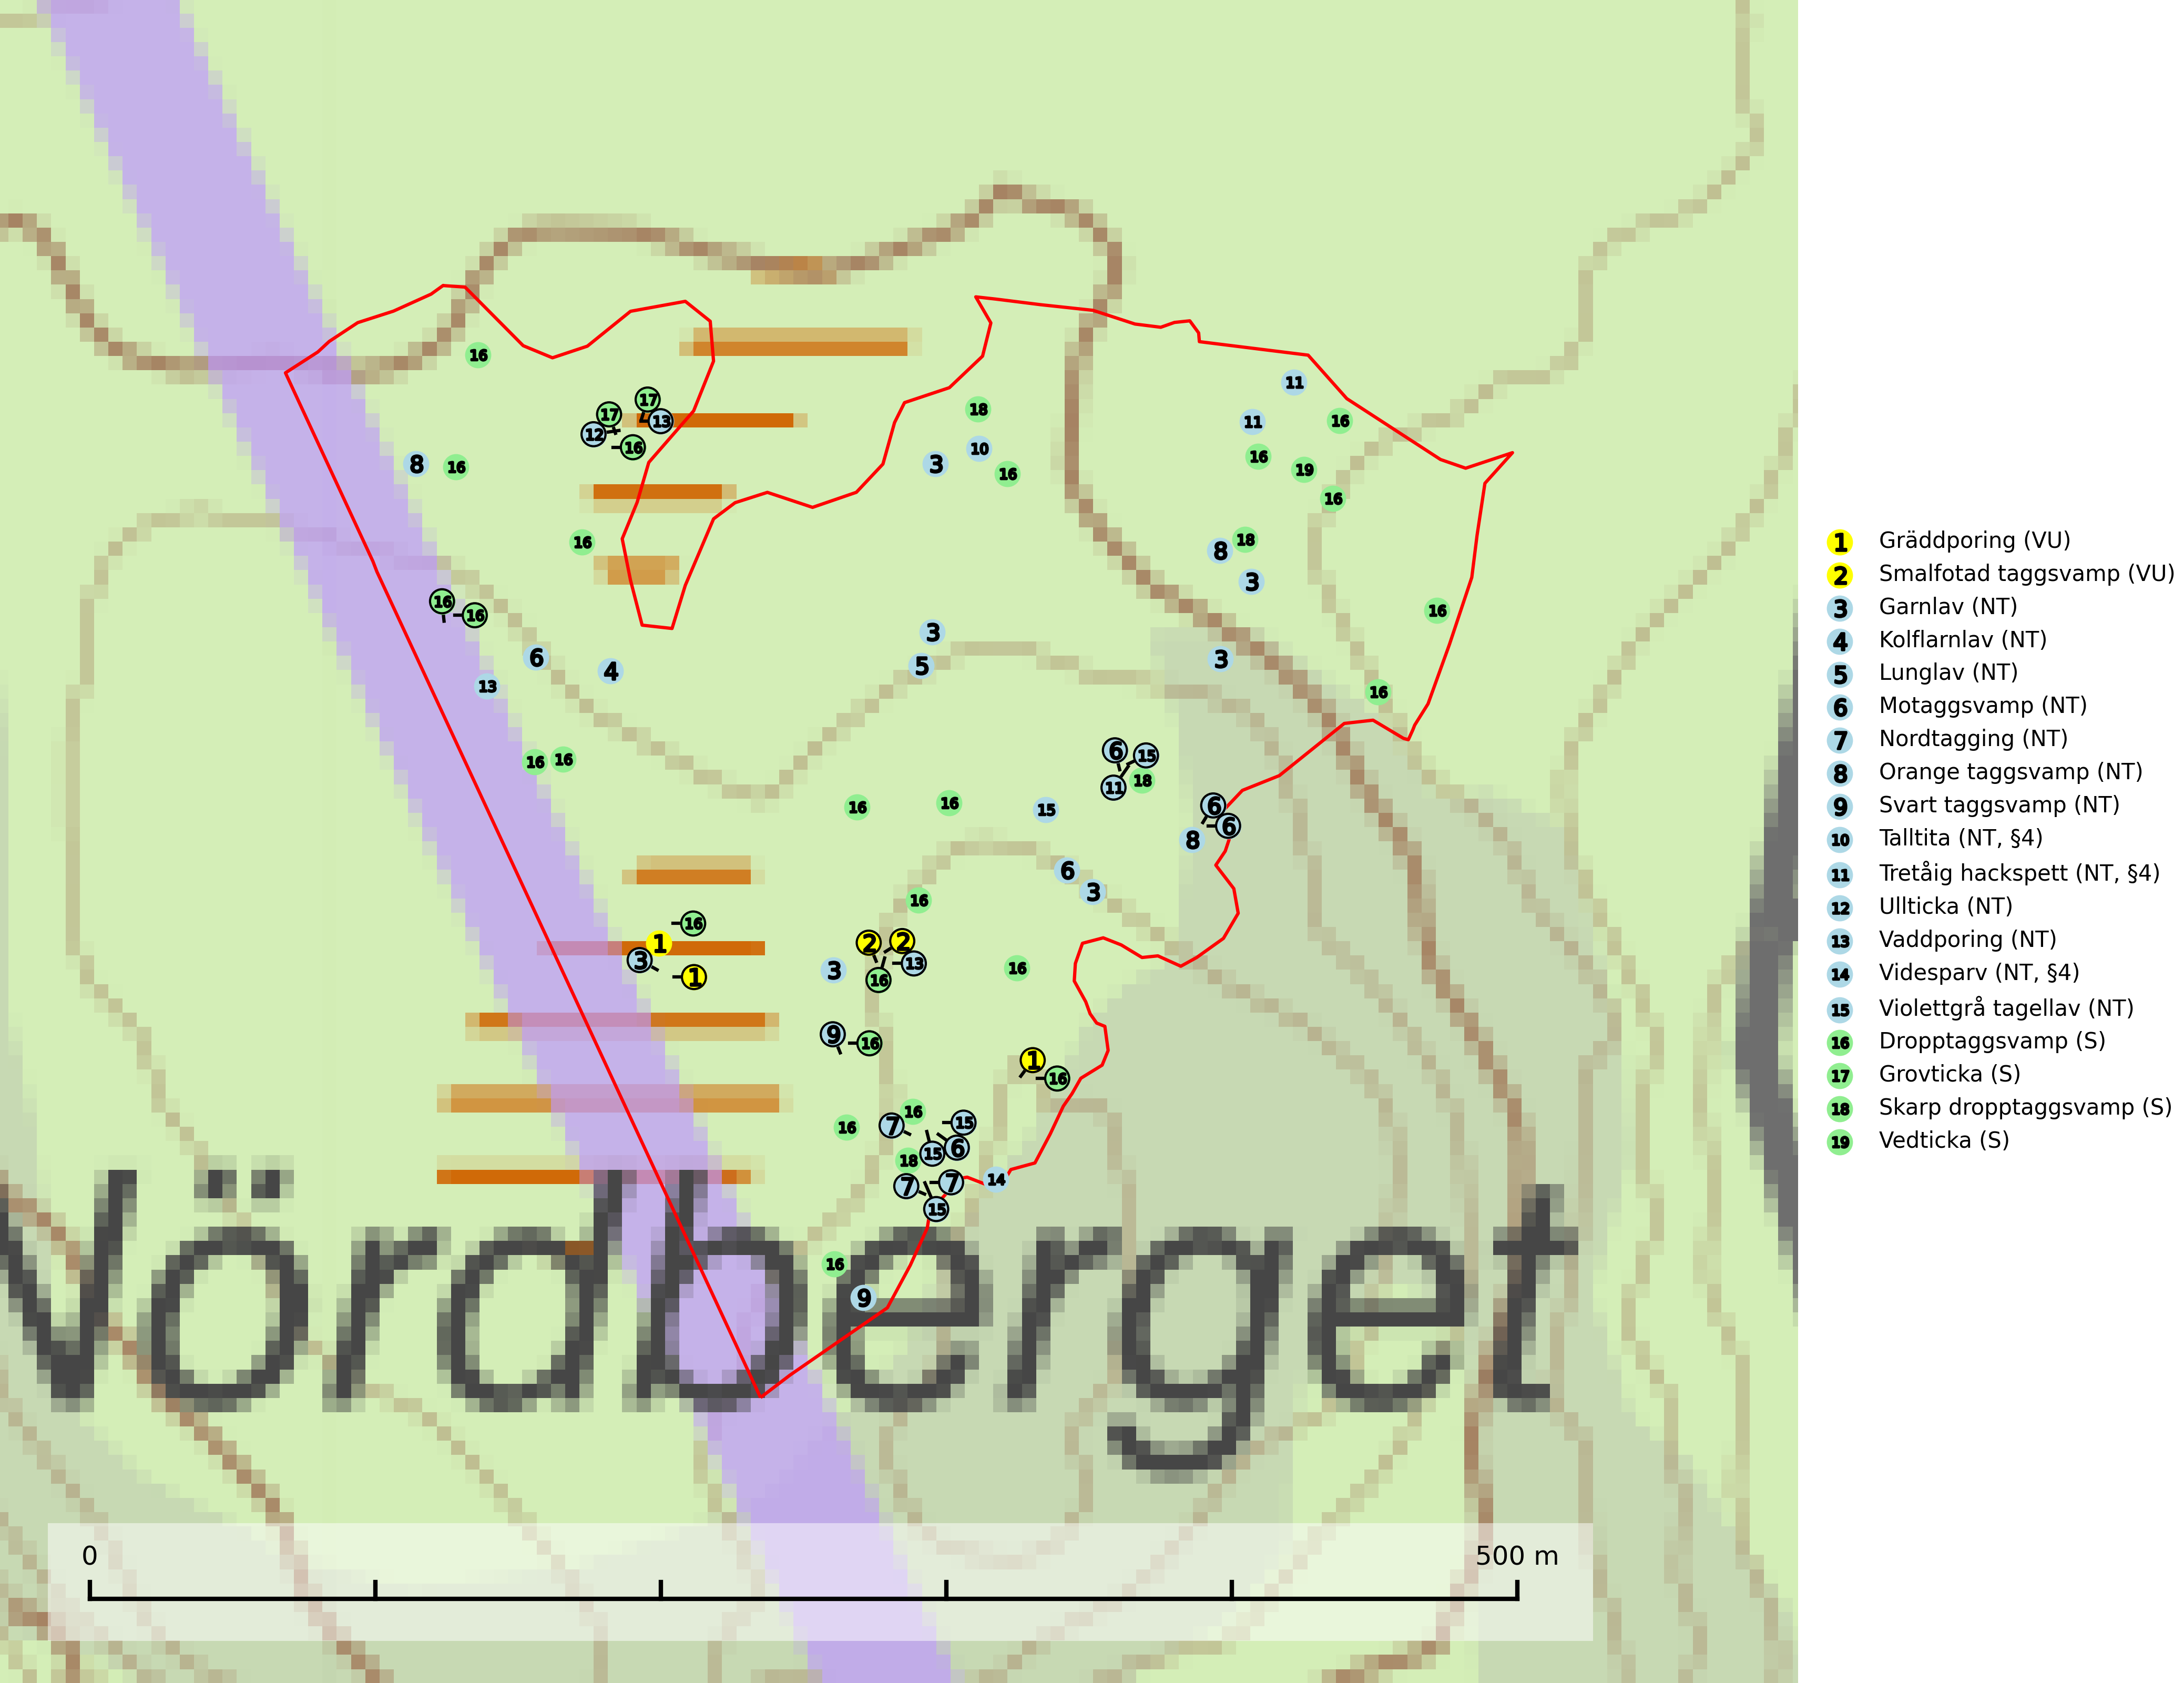 Vördberget
0 500 m
1 Gräddporing (VU)
2 Smalfotad taggsvamp (VU)
3 Garnlav (NT)
4 Kolflarnlav (NT)
5 Lunglav (NT)
6 Motaggsvamp (NT)
7 Nordtagging (NT)
8 Orange taggsvamp (NT)
9 Svart taggsvamp (NT)
10 Talltita (NT, §4)
11 Tretåig hackspett (NT, §4)
12 Ullticka (NT)
13 Vaddporing (NT)
14 Videsparv (NT, §4)
15 Violettgrå tagellav (NT)
16 Dropptaggsvamp (S)
17 Grovticka (S)
18 Skarp dropptaggsvamp (S)
19 Vedticka (S)